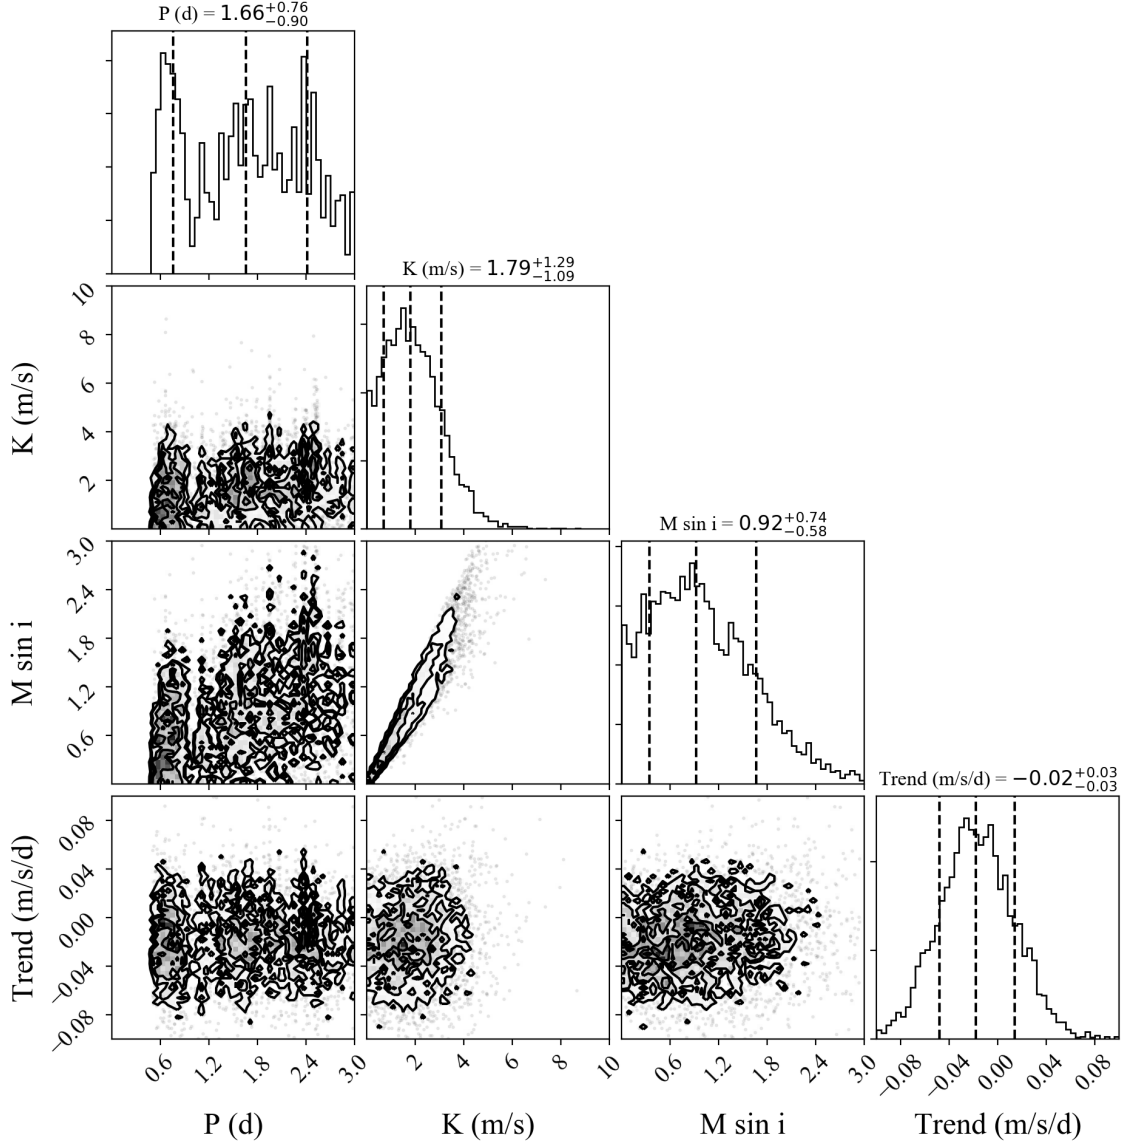 P (d) = 1.66+0.76−0.90
K (m/s) = 1.79+1.29−1.09
10
8
6
4
2
K (m/s)
M sin i = 0.92+0.74−0.58
3.0
2.4
1.8
1.2
0.6
M sin i
Trend (m/s/d) = −0.02+0.03−0.03
0.08
0.04
0.00
−0.04
−0.08
Trend (m/s/d)
0.6 1.2 1.8 2.4 3.0 2 4 6 8 10 0.6 1.2 1.8 2.4 3.0 −0.08 −0.04 0.00 0.04 0.08
P (d) K (m/s) M sin i Trend (m/s/d)